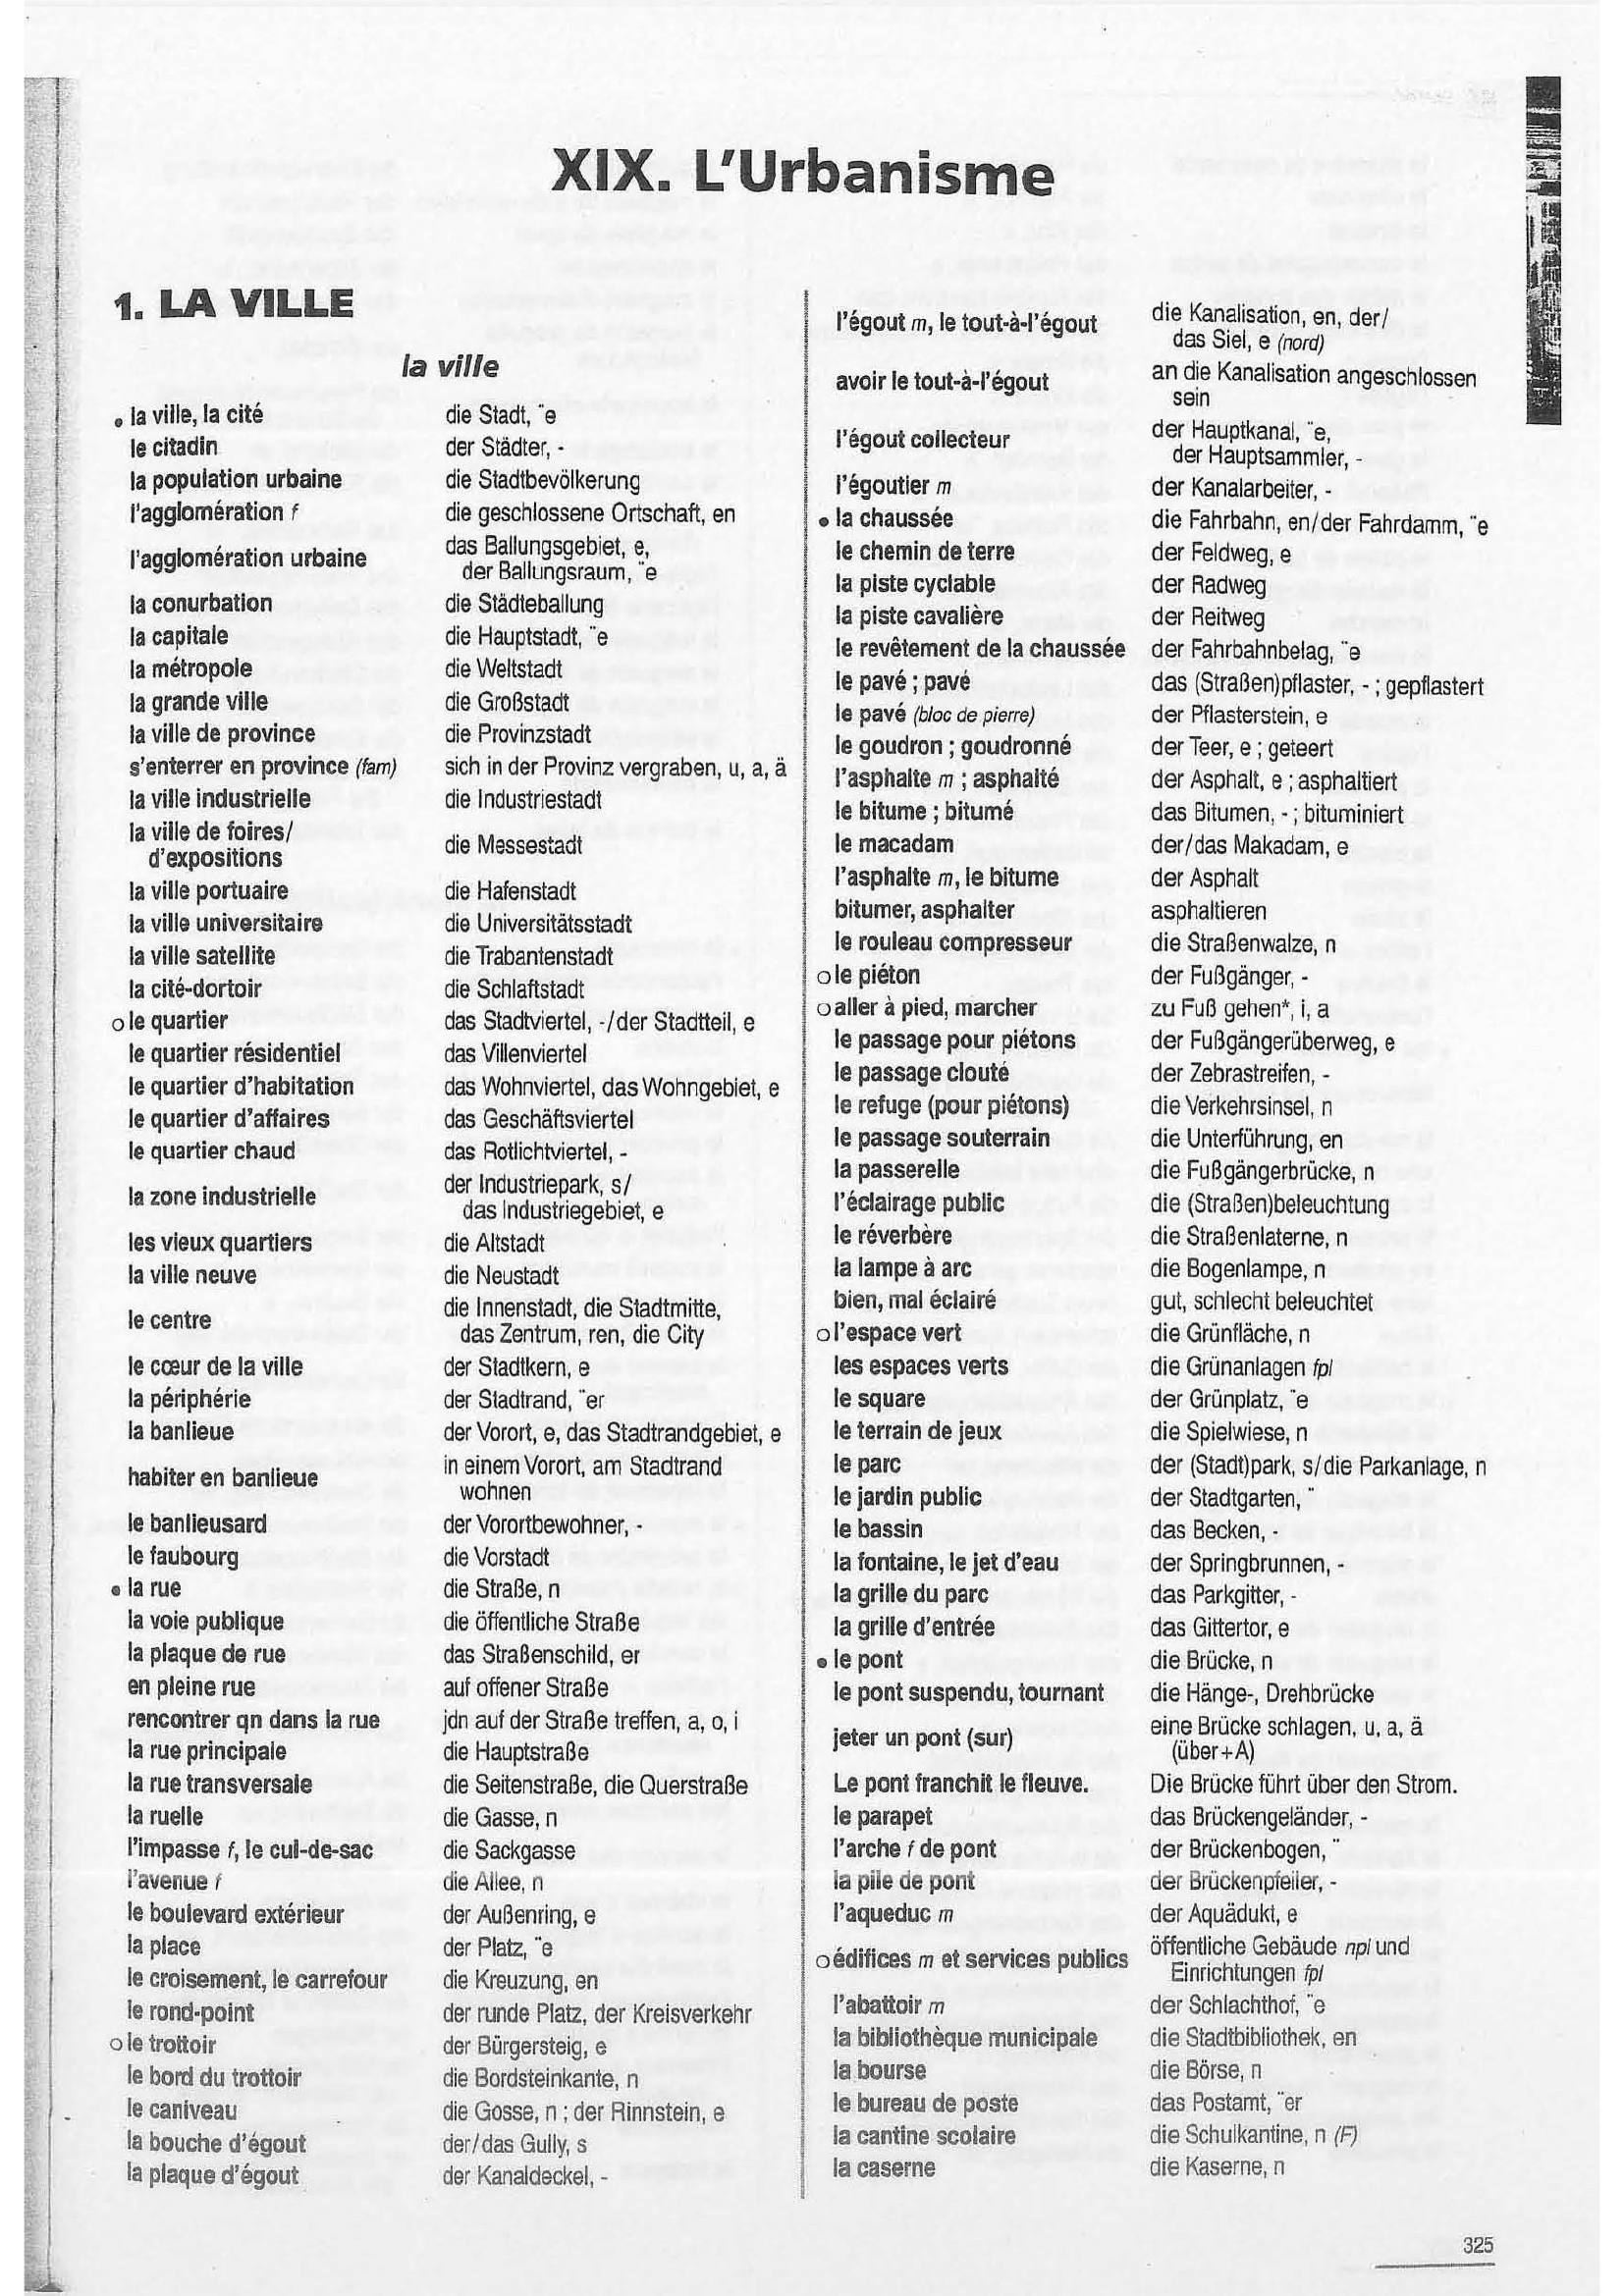 XIX. L'Urbanisme
1. LA VILLE
la ville
• la ville, la cité die Stadt, ¨e
le citadin der Städter, -
la population urbaine die Stadtbevölkerung
l'agglomération f die geschlossene Ortschaft, en
l'agglomération urbaine das Ballungsgebiet, e,
der Ballungsraum, ¨e
la conurbation die Städteballung
la capitale die Hauptstadt, ¨e
la métropole die Weltstadt
la grande ville die Großstadt
la ville de province die Provinzstadt
s'enterrer en province (fam) sich in der Provinz vergraben, u, a, ä
la ville industrielle die Industriestadt
la ville de foires/
d'expositions die Messestadt
la ville portuaire die Hafenstadt
la ville universitaire die Universitätsstadt
la ville satellite die Trabantenstadt
la cité-dortoir die Schlaftstadt
o le quartier das Stadtviertel, -/der Stadtteil, e
le quartier résidentiel das Villenviertel
le quartier d'habitation das Wohnviertel, das Wohngebiet, e
le quartier d'affaires das Geschäftsviertel
le quartier chaud das Rotlichtviertel, -
la zone industrielle der Industriepark, s/
das Industriegebiet, e
les vieux quartiers die Altstadt
la ville neuve die Neustadt
le centre die Innenstadt, die Stadtmitte,
das Zentrum, ren, die City
le cœur de la ville der Stadtkern, e
la périphérie der Stadtrand, ¨er
la banlieue der Vorort, e, das Stadtrandgebiet, e
habiter en banlieue in einem Vorort, am Stadtrand
wohnen
le banlieusard der Vorortbewohner, -
le faubourg die Vorstadt
• la rue die Straße, n
la voie publique die öffentliche Straße
la plaque de rue das Straßenschild, er
en pleine rue auf offener Straße
rencontrer qn dans la rue jdn auf der Straße treffen, a, o, i
la rue principale die Hauptstraße
la rue transversale die Seitenstraße, die Querstraße
la ruelle die Gasse, n
l'impasse f, le cul-de-sac die Sackgasse
l'avenue f die Allee, n
le boulevard extérieur der Außenring, e
la place der Platz, ¨e
le croisement, le carrefour die Kreuzung, en
le rond-point der runde Platz, der Kreisverkehr
o le trottoir der Bürgersteig, e
le bord du trottoir die Bordsteinkante, n
le caniveau die Gosse, n ; der Rinnstein, e
la bouche d'égout der/das Gully, s
la plaque d'égout der Kanaldeckel, -
l'égout m, le tout-à-l'égout die Kanalisation, en, der/
das Siel, e (nord)
avoir le tout-à-l'égout an die Kanalisation angeschlossen
sein
l'égout collecteur der Hauptkanal, ¨e,
der Hauptsammler, -
l'égoutier m der Kanalarbeiter, -
• la chaussée die Fahrbahn, en/der Fahrdamm, ¨e
le chemin de terre der Feldweg, e
la piste cyclable der Radweg
la piste cavalière der Reitweg
le revêtement de la chaussée der Fahrbahnbelag, ¨e
le pavé ; pavé das (Straßen)pflaster, - ; gepflastert
le pavé (bloc de pierre) der Pflasterstein, e
le goudron ; goudronné der Teer, e ; geteert
l'asphalte m ; asphalté der Asphalt, e ; asphaltiert
le bitume ; bitumé das Bitumen, - ; bituminiert
le macadam der/das Makadam, e
l'asphalte m, le bitume der Asphalt
bitumer, asphalter asphaltieren
le rouleau compresseur die Straßenwalze, n
o le piéton der Fußgänger, -
o aller à pied, marcher zu Fuß gehen*, i, a
le passage pour piétons der Fußgängerüberweg, e
le passage clouté der Zebrastreifen, -
le refuge (pour piétons) die Verkehrsinsel, n
le passage souterrain die Unterführung, en
la passerelle die Fußgängerbrücke, n
l'éclairage public die (Straßen)beleuchtung
le réverbère die Straßenlaterne, n
la lampe à arc die Bogenlampe, n
bien, mal éclairé gut, schlecht beleuchtet
o l'espace vert die Grünfläche, n
les espaces verts die Grünanlagen fpl
le square der Grünplatz, ¨e
le terrain de jeux die Spielwiese, n
le parc der (Stadt)park, s/die Parkanlage, n
le jardin public der Stadtgarten, ¨
le bassin das Becken, -
la fontaine, le jet d'eau der Springbrunnen, -
la grille du parc das Parkgitter, -
la grille d'entrée das Gittertor, e
• le pont die Brücke, n
le pont suspendu, tournant die Hänge-, Drehbrücke
jeter un pont (sur) eine Brücke schlagen, u, a, ä
(über+A)
Le pont franchit le fleuve. Die Brücke führt über den Strom.
le parapet das Brückengeländer, -
l'arche f de pont der Brückenbogen, ¨
la pile de pont der Brückenpfeiler, -
l'aqueduc m der Aquädukt, e
o édifices m et services publics öffentliche Gebäude npl und
Einrichtungen fpl
l'abattoir m der Schlachthof, ¨e
la bibliothèque municipale die Stadtbibliothek, en
la bourse die Börse, n
le bureau de poste das Postamt, ¨er
la cantine scolaire die Schulkantine, n (F)
la caserne die Kaserne, n
325